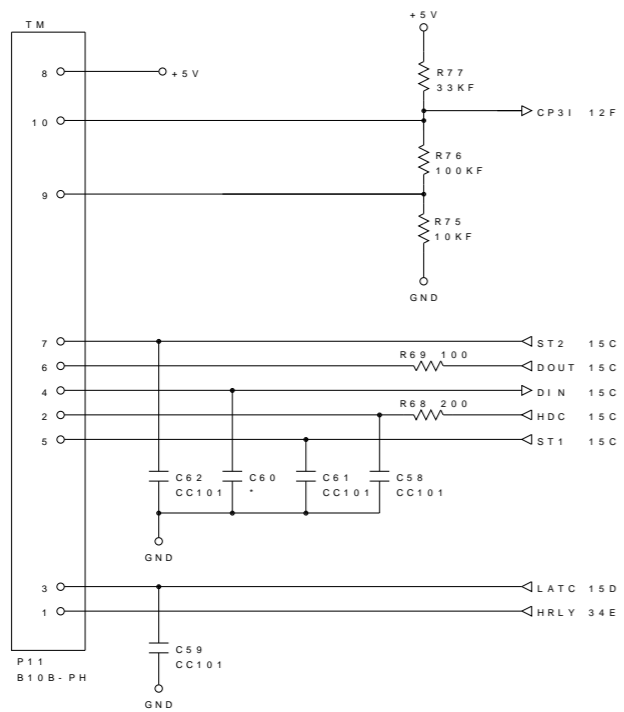 TM
+5V
8 +5V
R77
33KF
10
CP3I 12F
R76
100KF
9
R75
10KF
GND
7 ST2 15C
R69 100
6 DOUT 15C
4 DIN 15C
R68 200
2 HDC 15C
5 ST1 15C
C62
CC101
C60
*
C61
CC101
C58
CC101
GND
3 LATC 15D
1 HRLY 34E
C59
CC101
P11
B10B-PH
GND